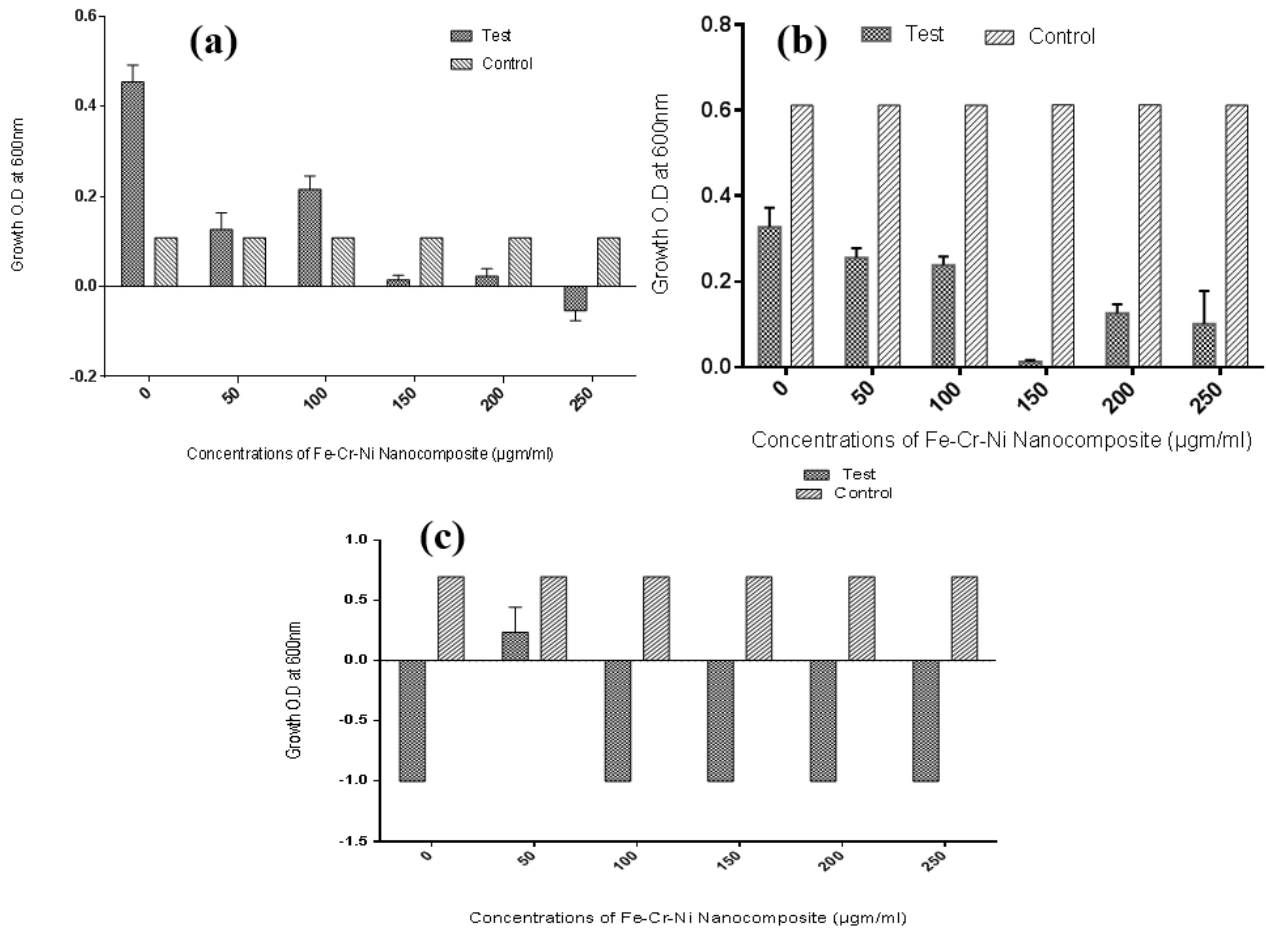 (a)
Test
Control
0.6
0.4
0.2
0.0
-0.2
Growth O.D at 600nm
0
50
100
150
200
250
Concentrations of Fe-Cr-Ni Nanocomposite (µgm/ml)
(b)
Test
Control
0.8
0.6
0.4
0.2
0.0
Growth O.D at 600nm
0
50
100
150
200
250
Concentrations of Fe-Cr-Ni Nanocomposite (µgm/ml)
Test
Control
(c)
1.0
0.5
0.0
-0.5
-1.0
-1.5
Growth O.D at 600nm
0
50
100
150
200
250
Concentrations of Fe-Cr-Ni Nanocomposite (µgm/ml)